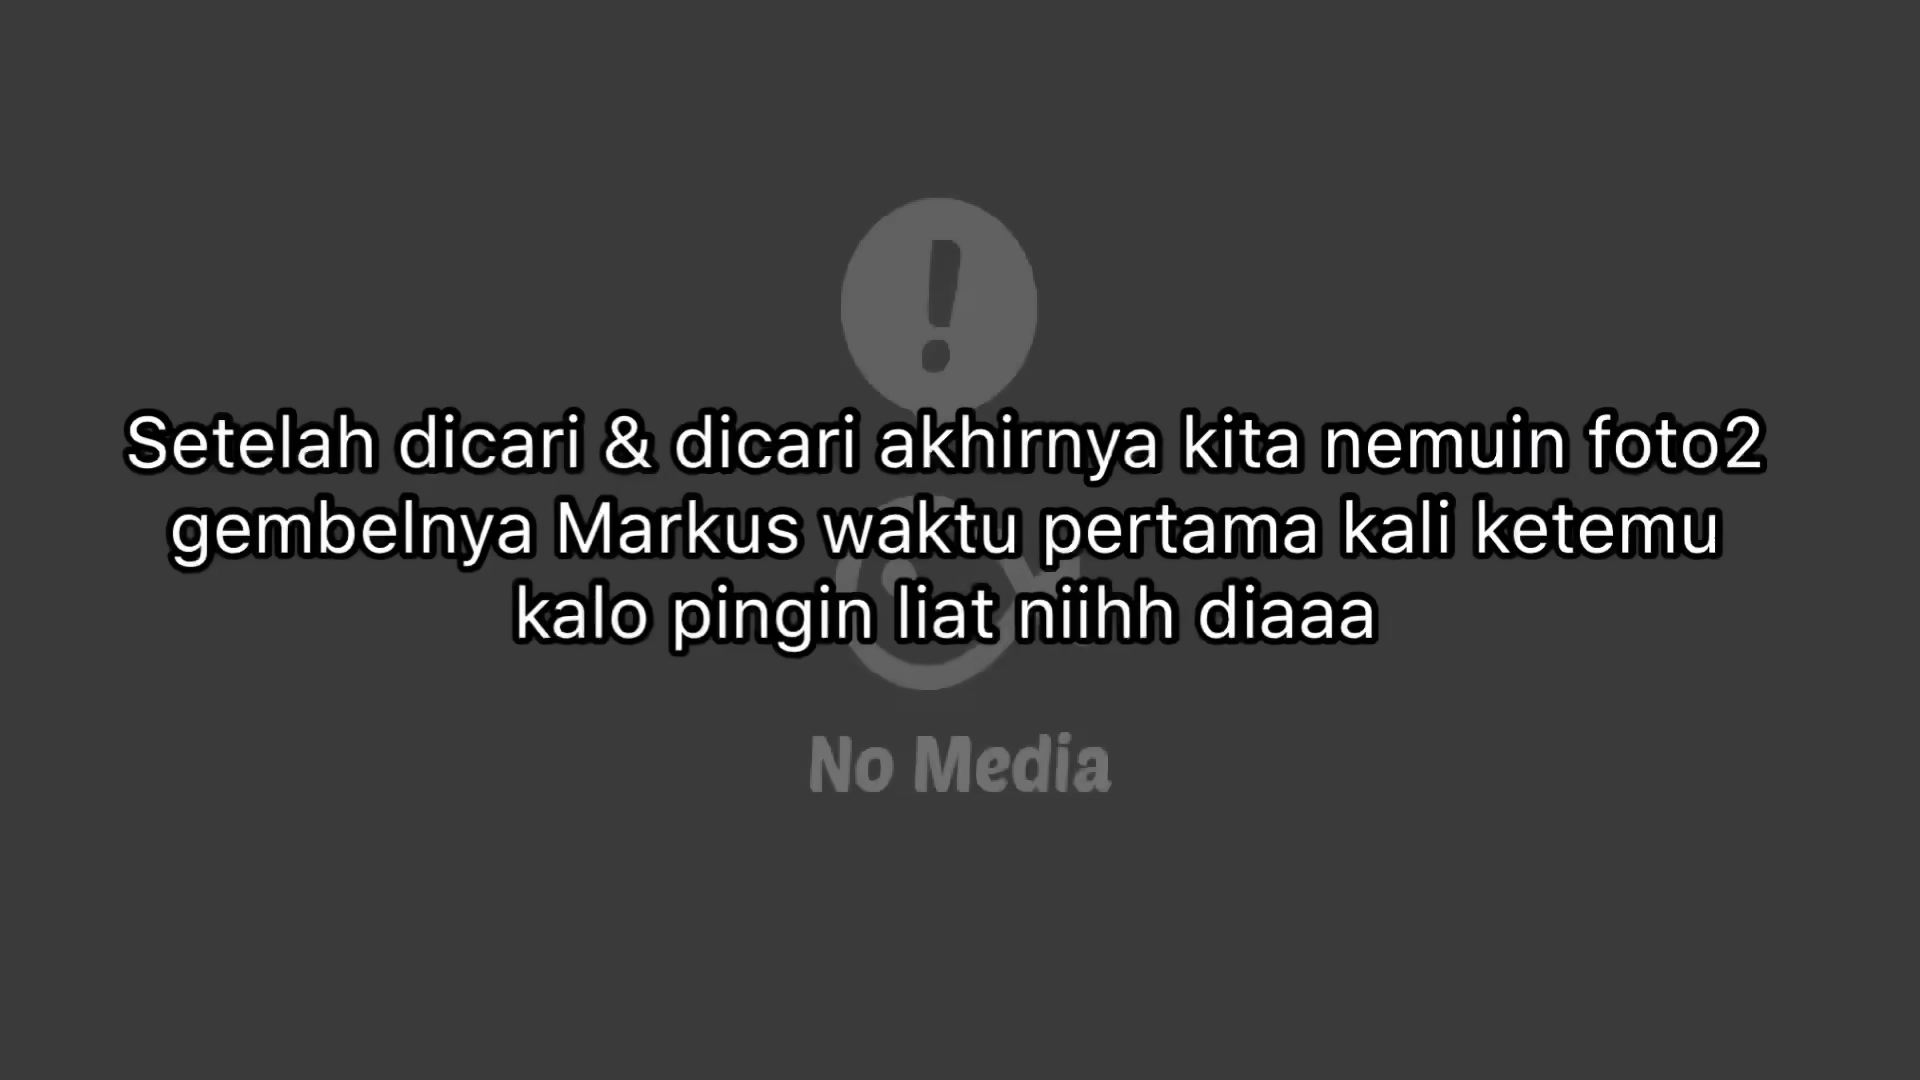 Setelah dicari & dicari akhirnya kita nemuin foto2
gembelnya Markus waktu pertama kali ketemu
kalo pingin liat niihh diaaa
No Media